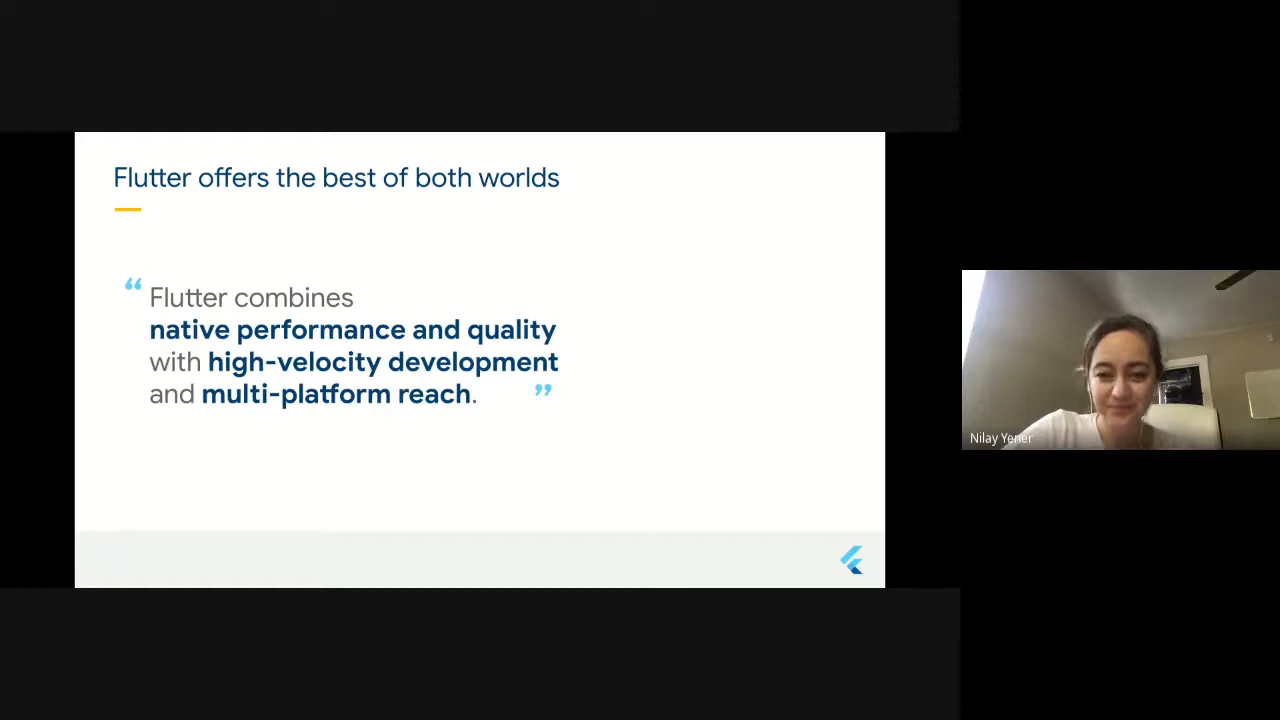 Flutter offers the best of both worlds
“ Flutter combines
native performance and quality
with high-velocity development
and multi-platform reach. ”
Nilay Yener